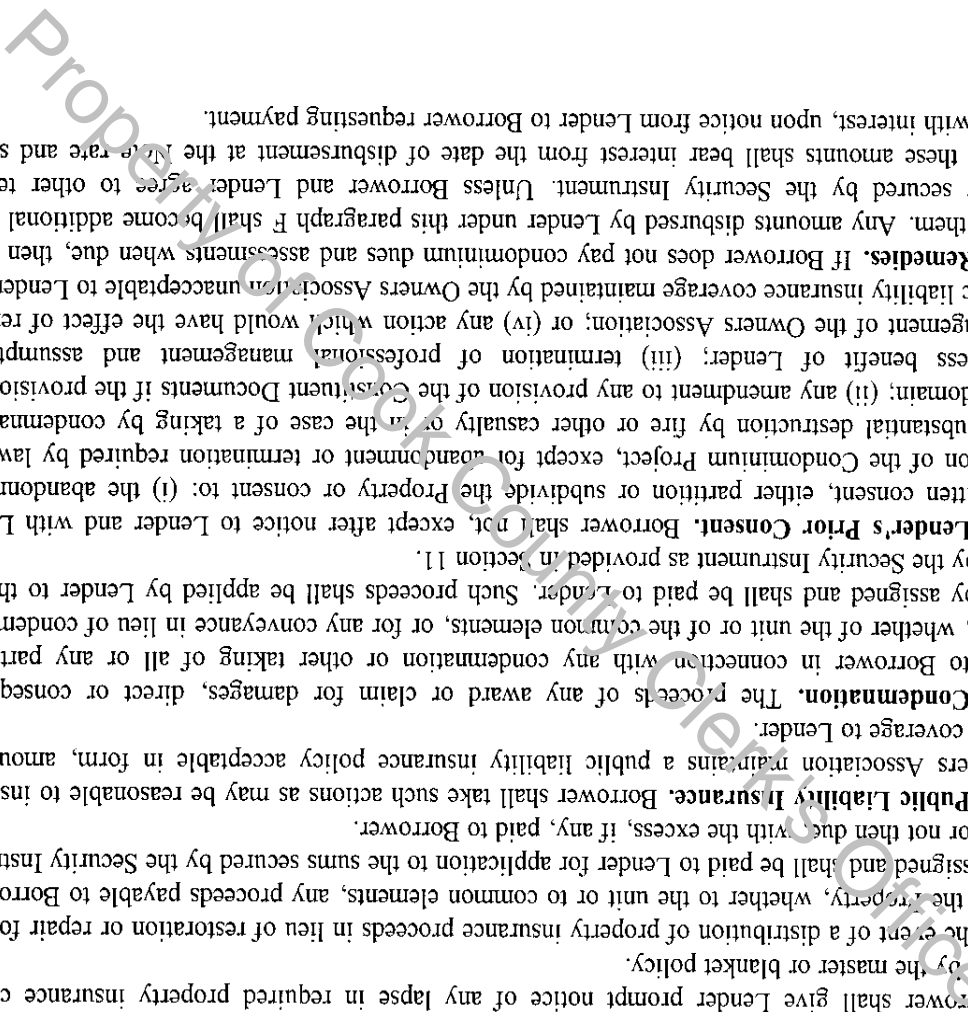 rower shall give Lender prompt notice of any lapse in required property insurance c
by the master or blanket policy.
he event of a distribution of property insurance proceeds in lieu of restoration or repair fo
the Property, whether to the unit or to common elements, any proceeds payable to Borro
ssigned and shall be paid to Lender for application to the sums secured by the Security Inst
or not then due, with the excess, if any, paid to Borrower.
Public Liability Insurance. Borrower shall take such actions as may be reasonable to ins
ers Association maintains a public liability insurance policy acceptable in form, amou
coverage to Lender.
Condemnation. The proceeds of any award or claim for damages, direct or conseq
to Borrower in connection with any condemnation or other taking of all or any part
, whether of the unit or of the common elements, or for any conveyance in lieu of condem
by assigned and shall be paid to Lender. Such proceeds shall be applied by Lender to th
by the Security Instrument as provided in Section 11.
Lender's Prior Consent. Borrower shall not, except after notice to Lender and with L
tten consent, either partition or subdivide the Property or consent to: (i) the abandonm
on of the Condominium Project, except for abandonment or termination required by law
substantial destruction by fire or other casualty or in the case of a taking by condemna
domain; (ii) any amendment to any provision of the Constituent Documents if the provisio
ess benefit of Lender; (iii) termination of professional management and assumpt
gement of the Owners Association; or (iv) any action which would have the effect of re
c liability insurance coverage maintained by the Owners Association unacceptable to Lender
Remedies. If Borrower does not pay condominium dues and assessments when due, then
them. Any amounts disbursed by Lender under this paragraph F shall become additional
secured by the Security Instrument. Unless Borrower and Lender agree to other te
these amounts shall bear interest from the date of disbursement at the Note rate and s
with interest, upon notice from Lender to Borrower requesting payment.
Property of Cook County Clerk's Office